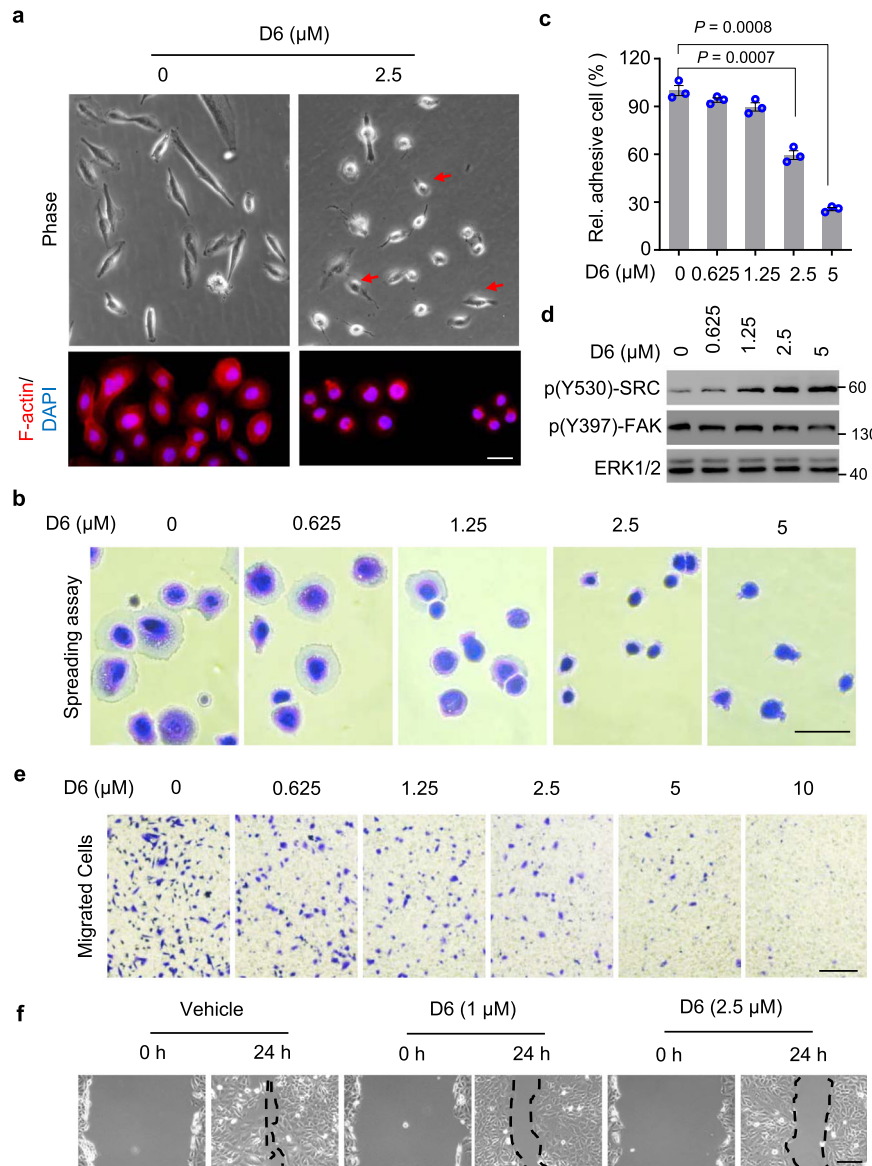 a
D6 (µM)
0 2.5
Phase
F-actin/
DAPI
c
P = 0.0008
P = 0.0007
Rel. adhesive cell (% )
120
90
60
30
0
D6 (µM) 0 0.625 1.25 2.5 5
d
D6 (µM) 0 0.625 1.25 2.5 5
p(Y530)-SRC 60
p(Y397)-FAK 130
ERK1/2 40
b
D6 (µM) 0 0.625 1.25 2.5 5
Spreading assay
e
D6 (µM) 0 0.625 1.25 2.5 5 10
Migrated Cells
f
Vehicle D6 (1 µM) D6 (2.5 µM)
0 h 24 h 0 h 24 h 0 h 24 h